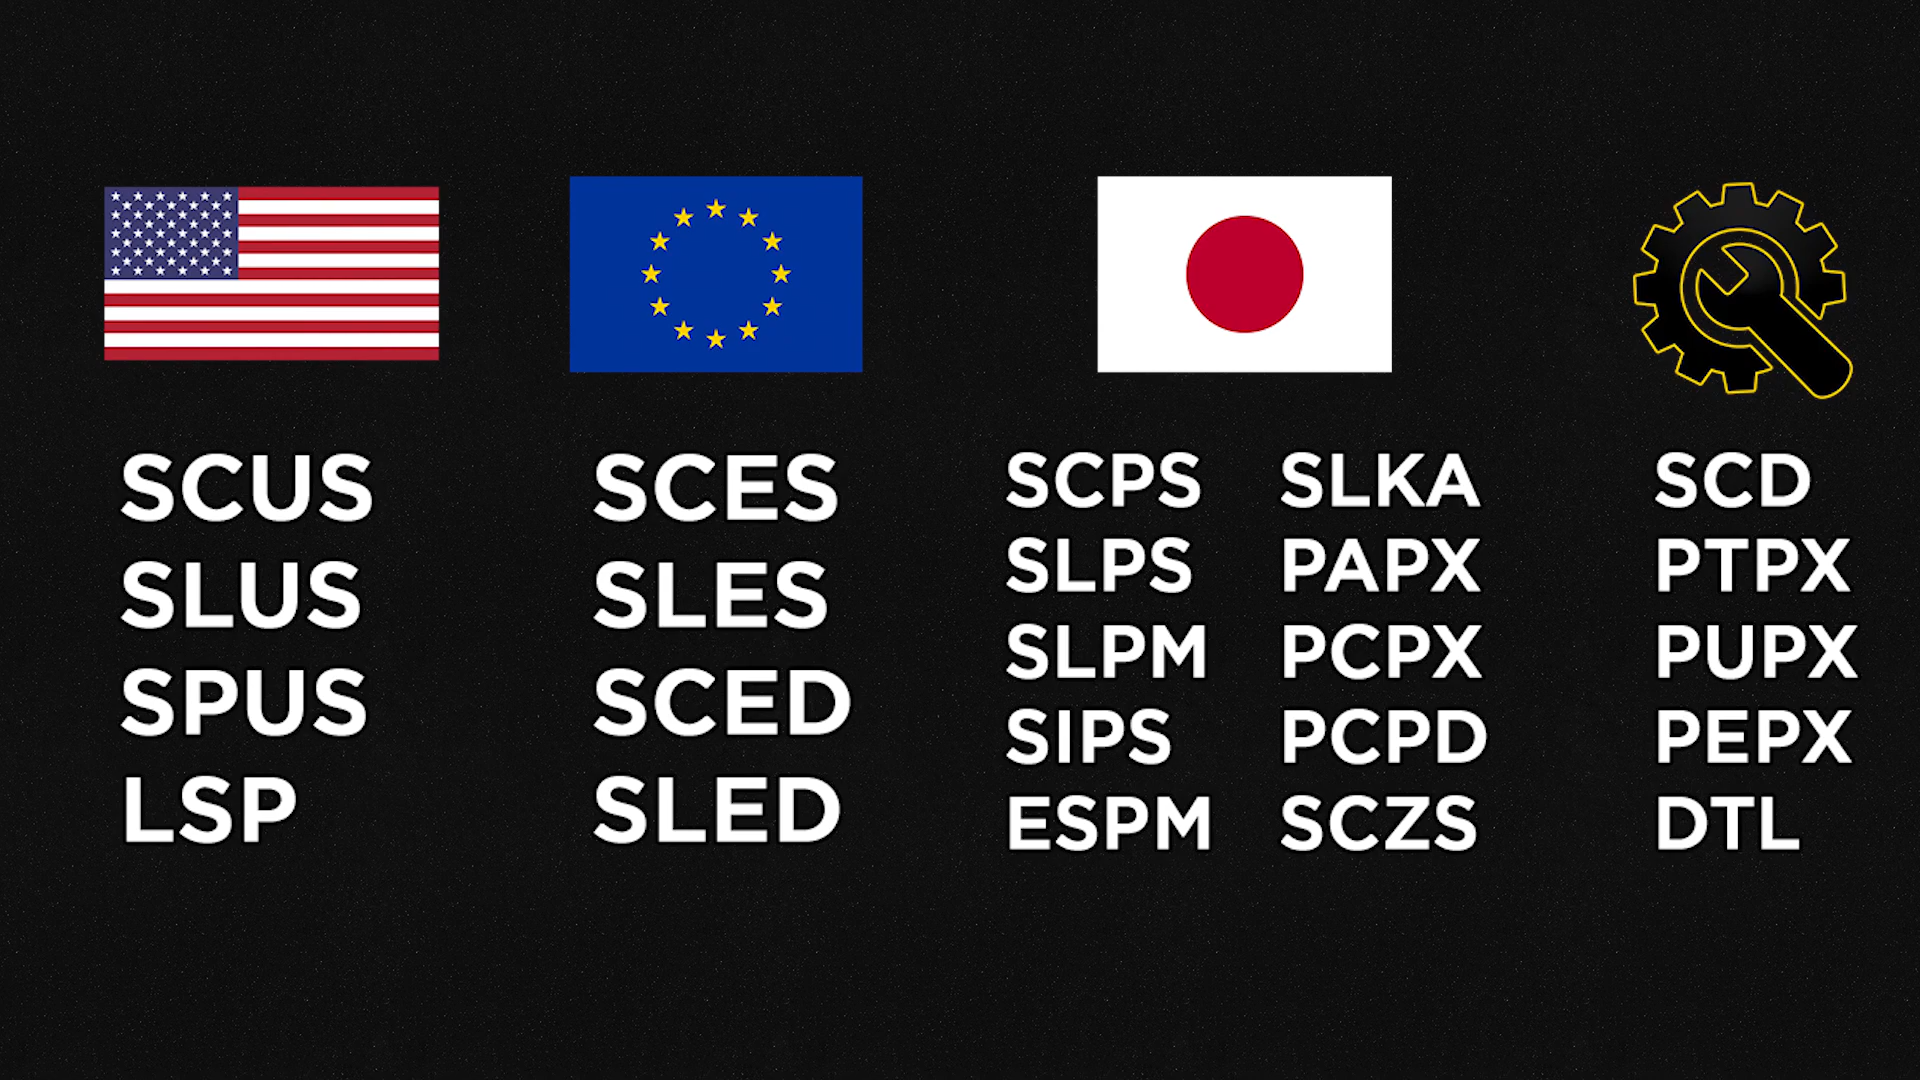 SCUS
SLUS
SPUS
LSP
SCES
SLES
SCED
SLED
SCPS
SLPS
SLPM
SIPS
ESPM
SLKA
PAPX
PCPX
PCPD
SCZS
SCD
PTPX
PUPX
PEPX
DTL